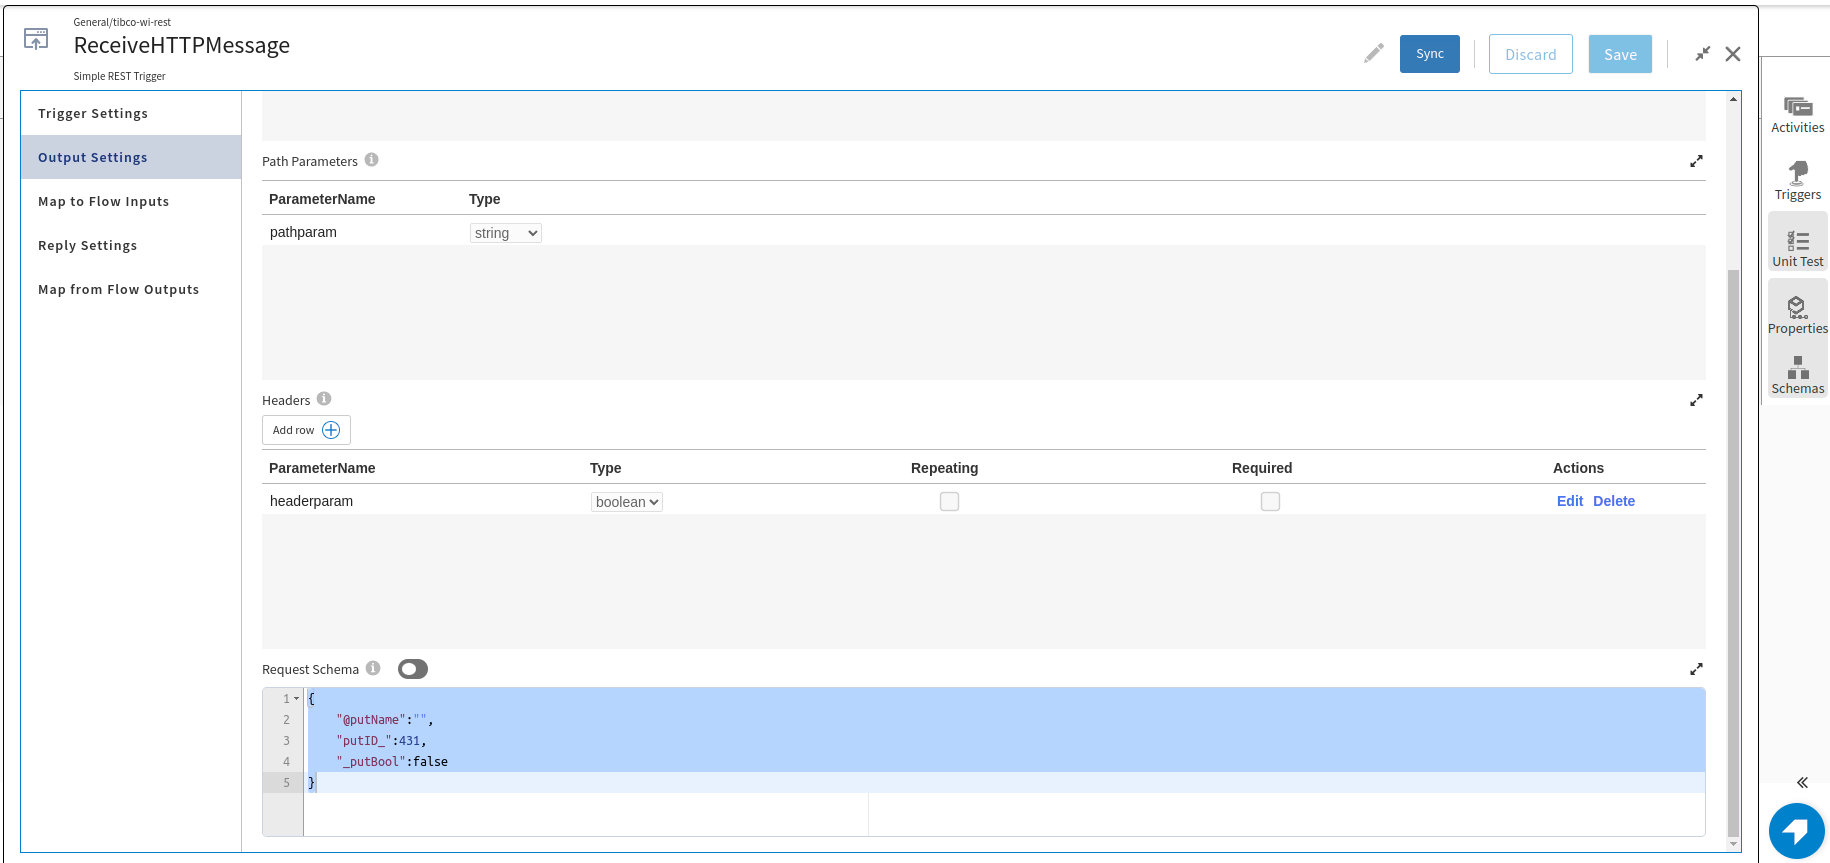 General/tibco-wi-rest
ReceiveHTTPMessage
Simple REST Trigger
Sync
Discard
Save
Trigger Settings
Output Settings
Map to Flow Inputs
Reply Settings
Map from Flow Outputs
Path Parameters
ParameterName Type
pathparam string
Headers
Add row
ParameterName Type Repeating Required Actions
headerparam boolean Edit Delete
Request Schema
1 {
2 "@putName":"",
3 "putID_":431,
4 "_putBool":false
5 }
Activities
Triggers
Unit Test
Properties
Schemas